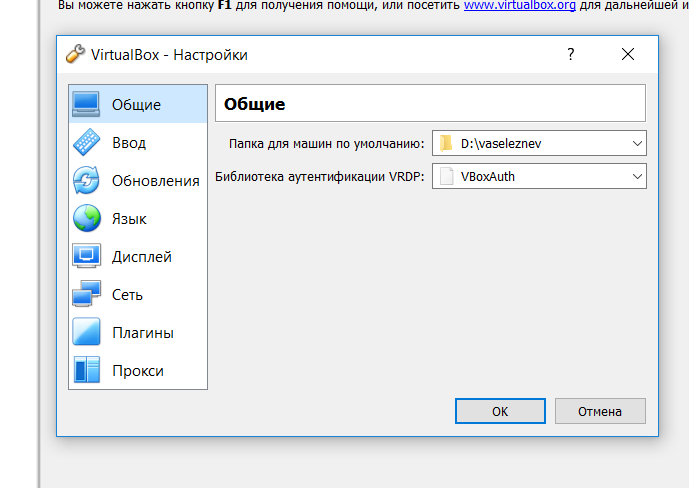 Вы можете нажать кнопку F1 для получения помощи, или посетить www.virtualbox.org для дальнейшей и
VirtualBox - Настройки
?
Общие
Ввод
Обновления
Язык
Дисплей
Сеть
Плагины
Прокси
Общие
Папка для машин по умолчанию: D:\vaseleznev
Библиотека аутентификации VRDP: VBoxAuth
OK
Отмена